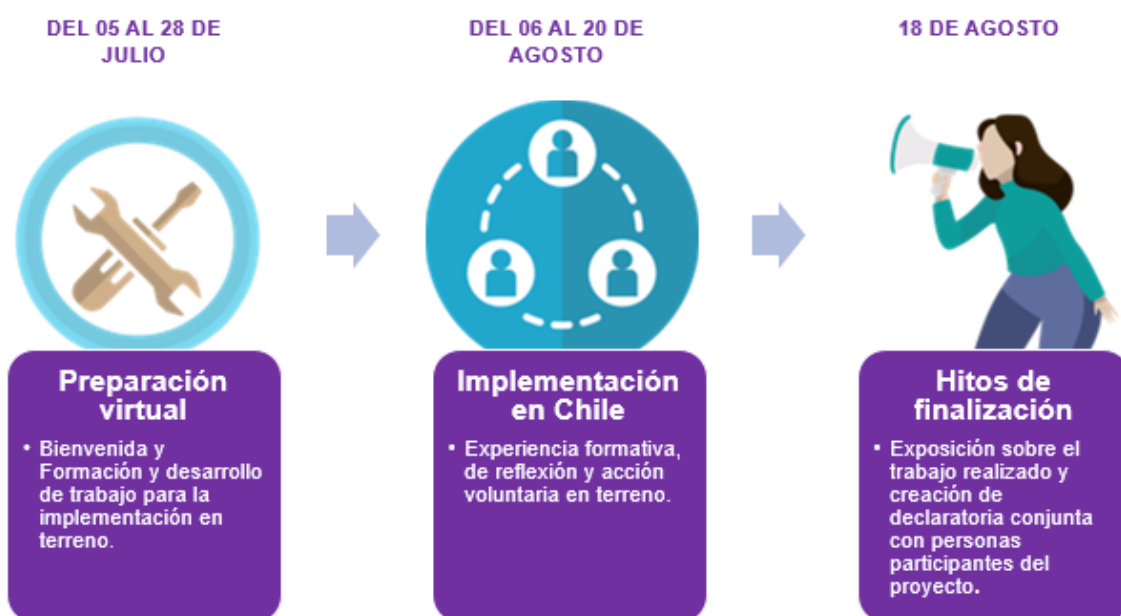 DEL 05 AL 28 DE
JULIO
Preparación
virtual
• Bienvenida y
Formación y desarrollo
de trabajo para la
implementación en
terreno.
DEL 06 AL 20 DE
AGOSTO
Implementación
en Chile
• Experiencia formativa,
de reflexión y acción
voluntaria en terreno.
18 DE AGOSTO
Hitos de
finalización
• Exposición sobre el
trabajo realizado y
creación de
declaratoria conjunta
con personas
participantes del
proyecto.